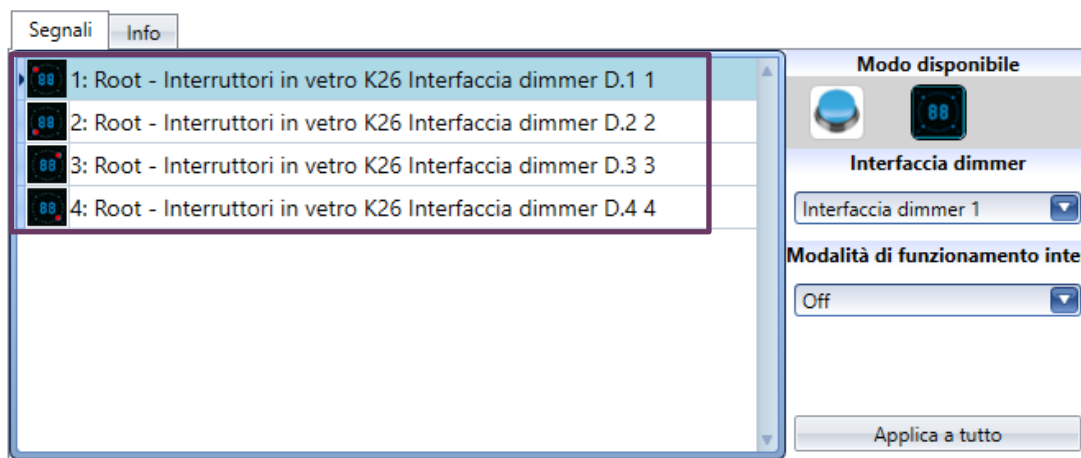 Segnali
Info
1: Root - Interruttori in vetro K26 Interfaccia dimmer D.1 1
2: Root - Interruttori in vetro K26 Interfaccia dimmer D.2 2
3: Root - Interruttori in vetro K26 Interfaccia dimmer D.3 3
4: Root - Interruttori in vetro K26 Interfaccia dimmer D.4 4
Modo disponibile
88
Interfaccia dimmer
Interfaccia dimmer 1
Modalità di funzionamento inte
Off
Applica a tutto